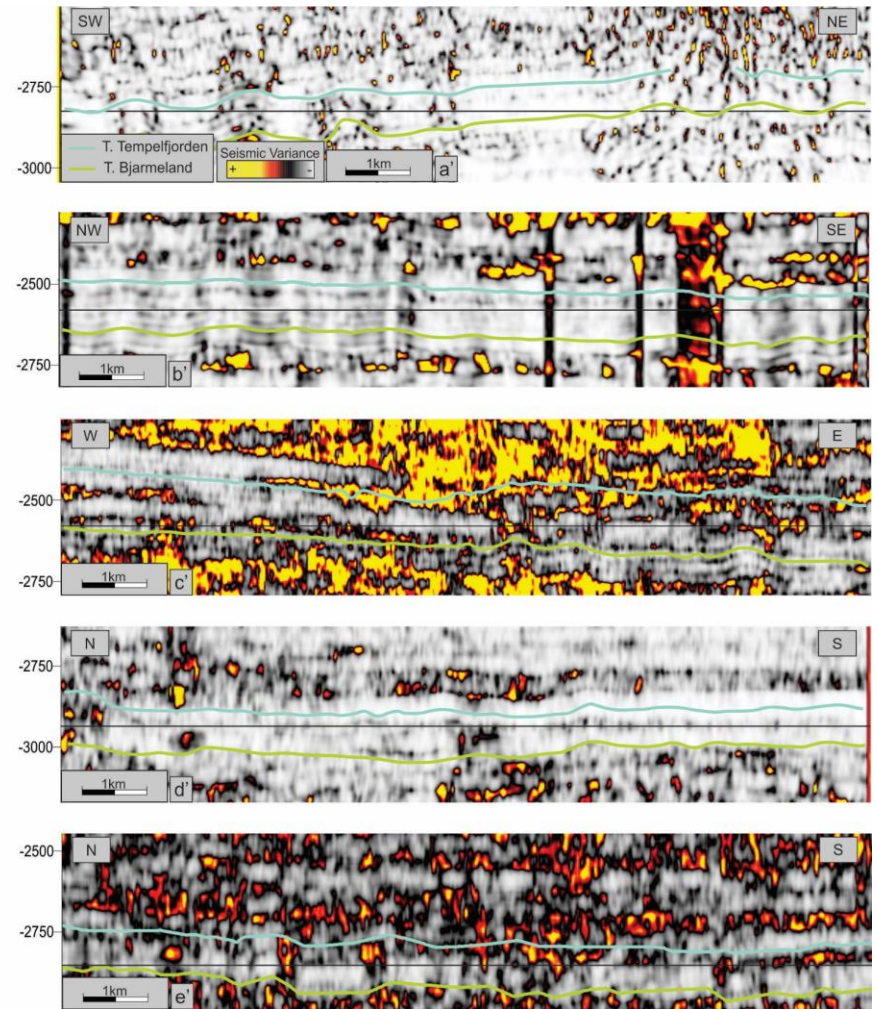 SW
NE
-2750
-3000
T. Tempelfjorden
T. Bjarmeland
Seismic Variance
+
-
1km
a'
NW
SE
-2500
-2750
1km
b'
W
E
-2500
-2750
1km
c'
N
S
-2750
-3000
1km
d'
N
S
-2500
-2750
1km
e'